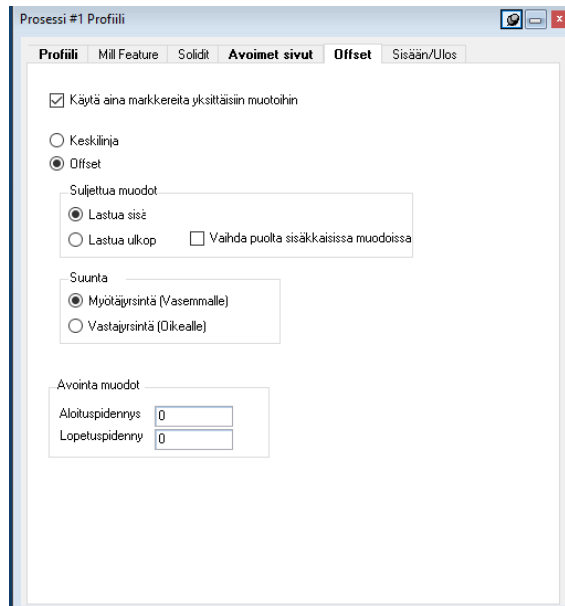 Prosessi #1 Profiili
Profiili Mill Feature Solidit Avoimet sivut Offset Sisään/Ulos
Käytä aina markkereita yksittäisiin muotoihin
Keskilinja
Offset
Suljettua muodot
Lastua sisä
Lastua ulkop Vaihda puolta sisäkkaisissa muodoissa
Suunta
Myötäjyrsintä (Vasemmalle)
Vastajyrsintä (Oikealle)
Avointa muodot
Aloituspidennys 0
Lopetuspidenny 0